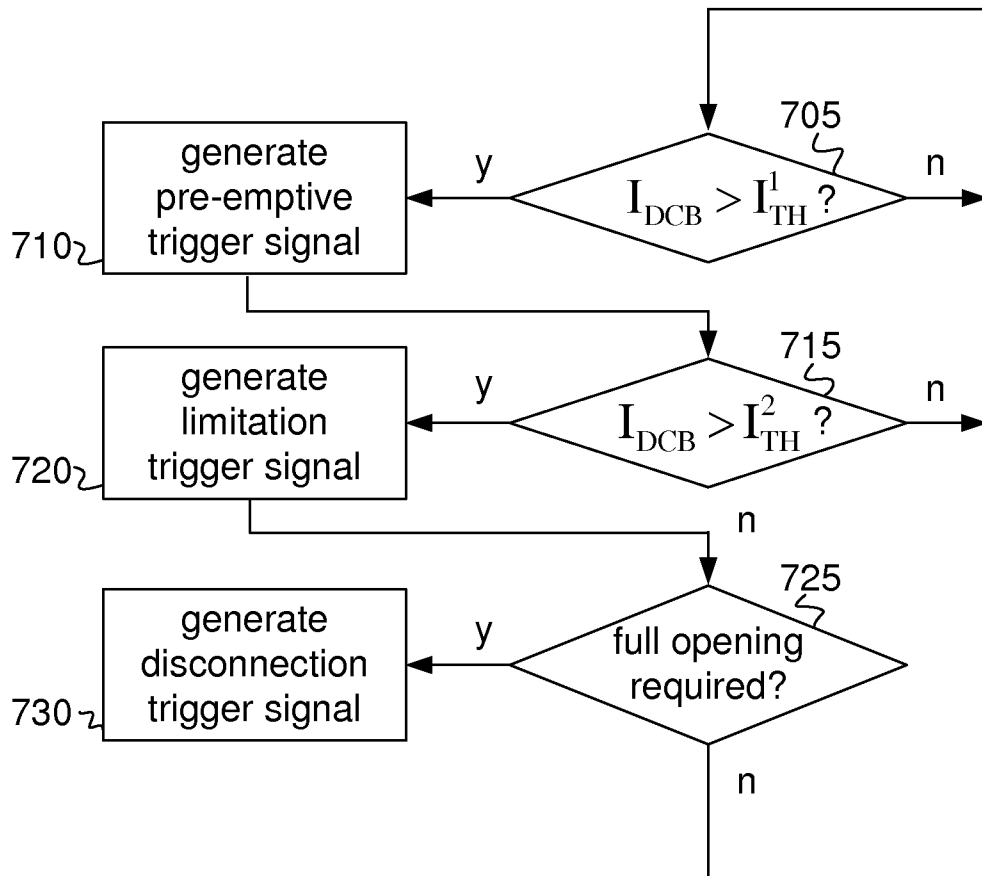 705
generate
pre-emptive
trigger signal
y
I_DCB > I^1_TH ?
n
710
715
generate
limitation
trigger signal
y
I_DCB > I^2_TH ?
n
720
n
725
generate
disconnection
trigger signal
y
full opening
required?
730
n